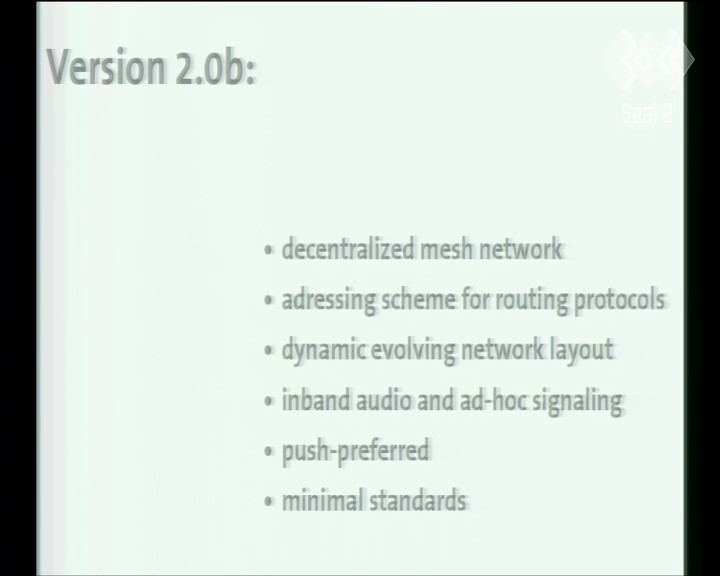 Version 2.0b:
Saal 2
• decentralized mesh network
• adressing scheme for routing protocols
• dynamic evolving network layout
• inband audio and ad-hoc signaling
• push-preferred
• minimal standards